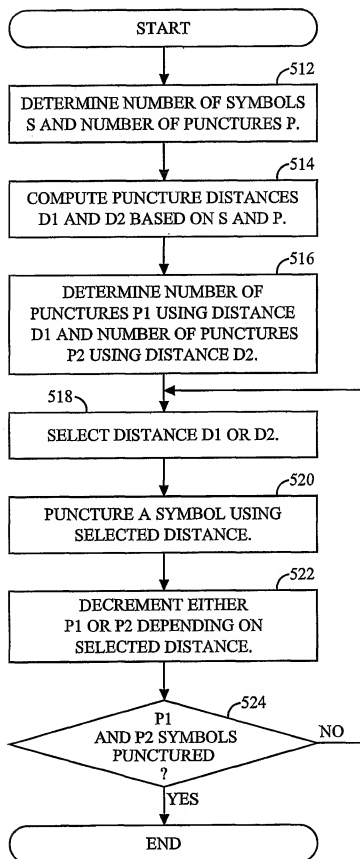 START
512
DETERMINE NUMBER OF SYMBOLS
S AND NUMBER OF PUNCTURES P.
514
COMPUTE PUNCTURE DISTANCES
D1 AND D2 BASED ON S AND P.
516
DETERMINE NUMBER OF
PUNCTURES P1 USING DISTANCE
D1 AND NUMBER OF PUNCTURES
P2 USING DISTANCE D2.
518
SELECT DISTANCE D1 OR D2.
520
PUNCTURE A SYMBOL USING
SELECTED DISTANCE.
522
DECREMENT EITHER
P1 OR P2 DEPENDING ON
SELECTED DISTANCE.
524
P1
AND P2 SYMBOLS
PUNCTURED
?
NO
YES
END